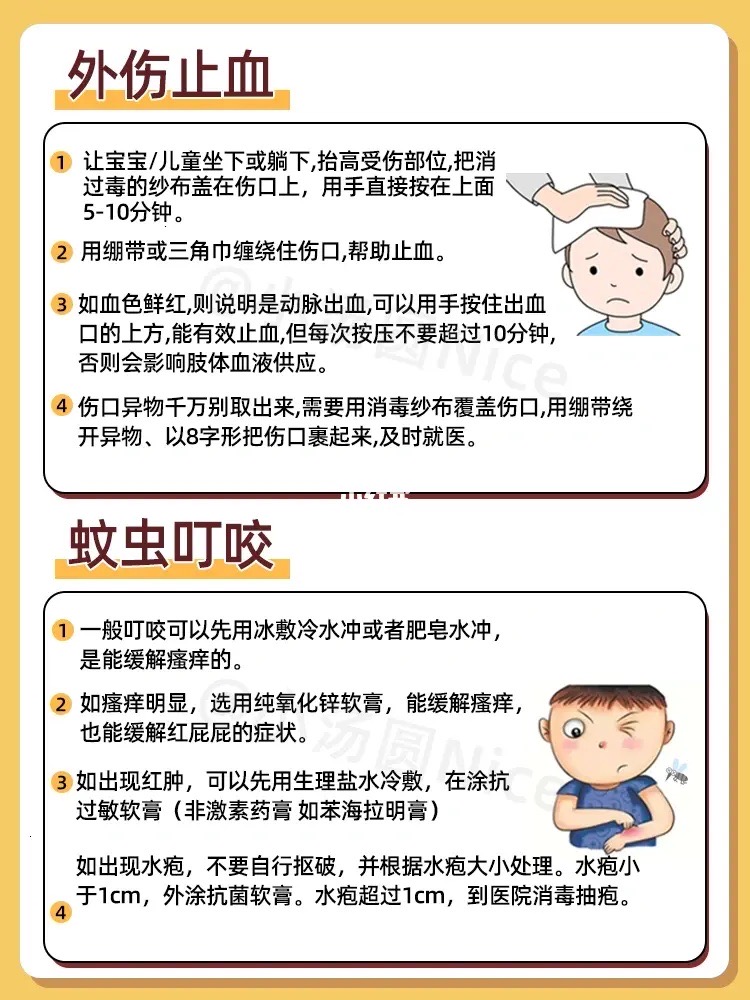 外伤止血
1 让宝宝/儿童坐下或躺下,抬高受伤部位,把消
过毒的纱布盖在伤口上，用手直接按在上面
5-10分钟。
2 用绷带或三角巾缠绕住伤口,帮助止血。
3 如血色鲜红,则说明是动脉出血,可以用手按住出血
口的上方,能有效止血,但每次按压不要超过10分钟,
否则会影响肢体血液供应。
4 伤口异物千万别取出来,需要用消毒纱布覆盖伤口,用绷带绕
开异物、以8字形把伤口裹起来,及时就医。
蚊虫叮咬
1 一般叮咬可以先用冰敷冷水冲或者肥皂水冲，
是能缓解瘙痒的。
2 如瘙痒明显，选用纯氧化锌软膏，能缓解瘙痒，
也能缓解红屁屁的症状。
3 如出现红肿，可以先用生理盐水冷敷，在涂抗
过敏软膏（非激素药膏 如苯海拉明膏）
如出现水疱，不要自行抠破，并根据水疱大小处理。水疱小
于1cm，外涂抗菌软膏。水疱超过1cm，到医院消毒抽疱。
4